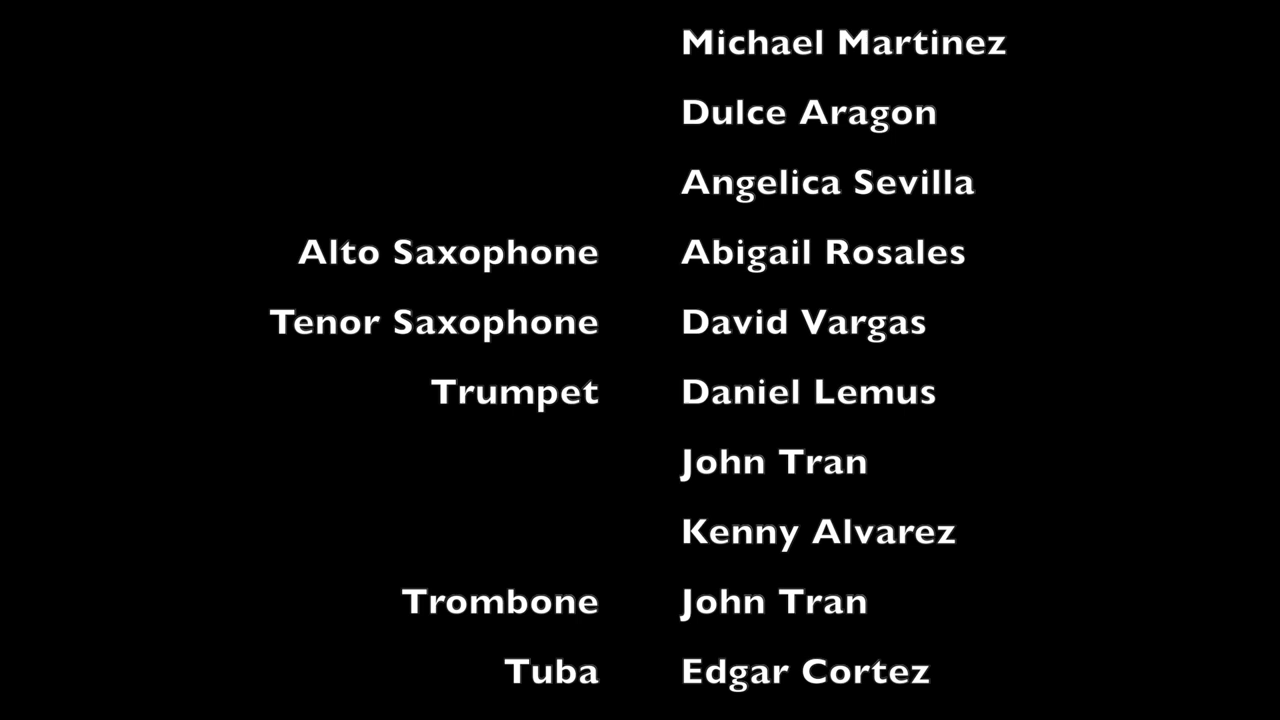 Michael Martinez
Dulce Aragon
Angelica Sevilla
Alto Saxophone Abigail Rosales
Tenor Saxophone David Vargas
Trumpet Daniel Lemus
John Tran
Kenny Alvarez
Trombone John Tran
Tuba Edgar Cortez